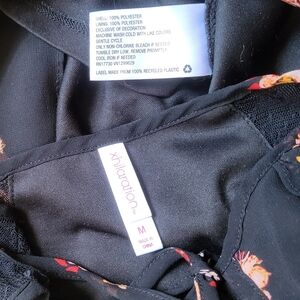 SHELL: 100% POLYESTER
LINING: 100% POLYESTER
EXCLUSIVE OF DECORATION
MACHINE WASH COLD WITH LIKE COLORS
GENTLE CYCLE
ONLY NON-CHLORINE BLEACH IF NEEDED
TUMBLE DRY LOW, REMOVE PROMPTLY
COOL IRON IF NEEDED
RN17730 VN1299629
LABEL MADE FROM 100% RECYCLED PLASTIC
xhilaration
M
MADE IN
CHINA